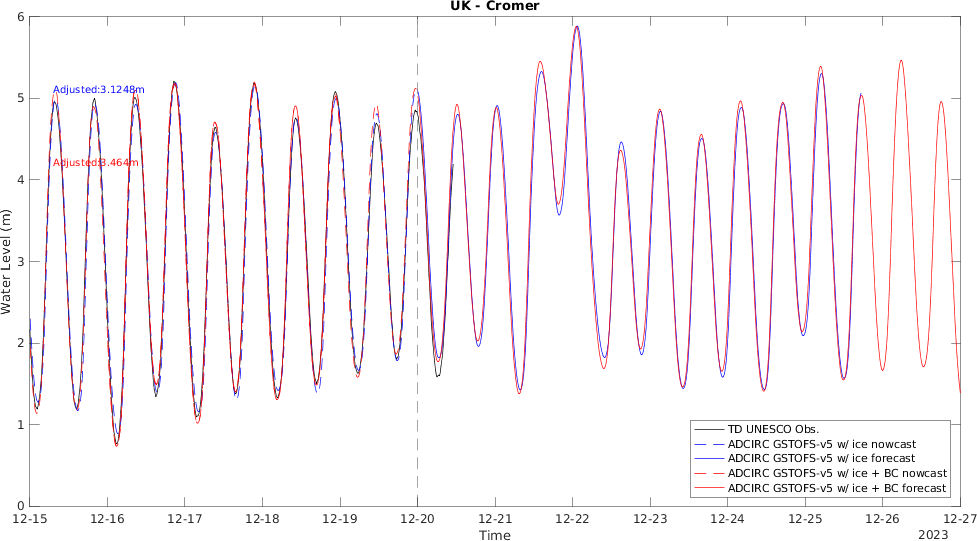 UK - Cromer
6
5
4
3
2
1
0
Water Level (m)
Adjusted:3.1248m
Adjusted:3.464m
TD UNESCO Obs.
ADCIRC GSTOFS-v5 w/ ice nowcast
ADCIRC GSTOFS-v5 w/ ice forecast
ADCIRC GSTOFS-v5 w/ ice + BC nowcast
ADCIRC GSTOFS-v5 w/ ice + BC forecast
12-15 12-16 12-17 12-18 12-19 12-20 12-21 12-22 12-23 12-24 12-25 12-26 12-27
Time
2023